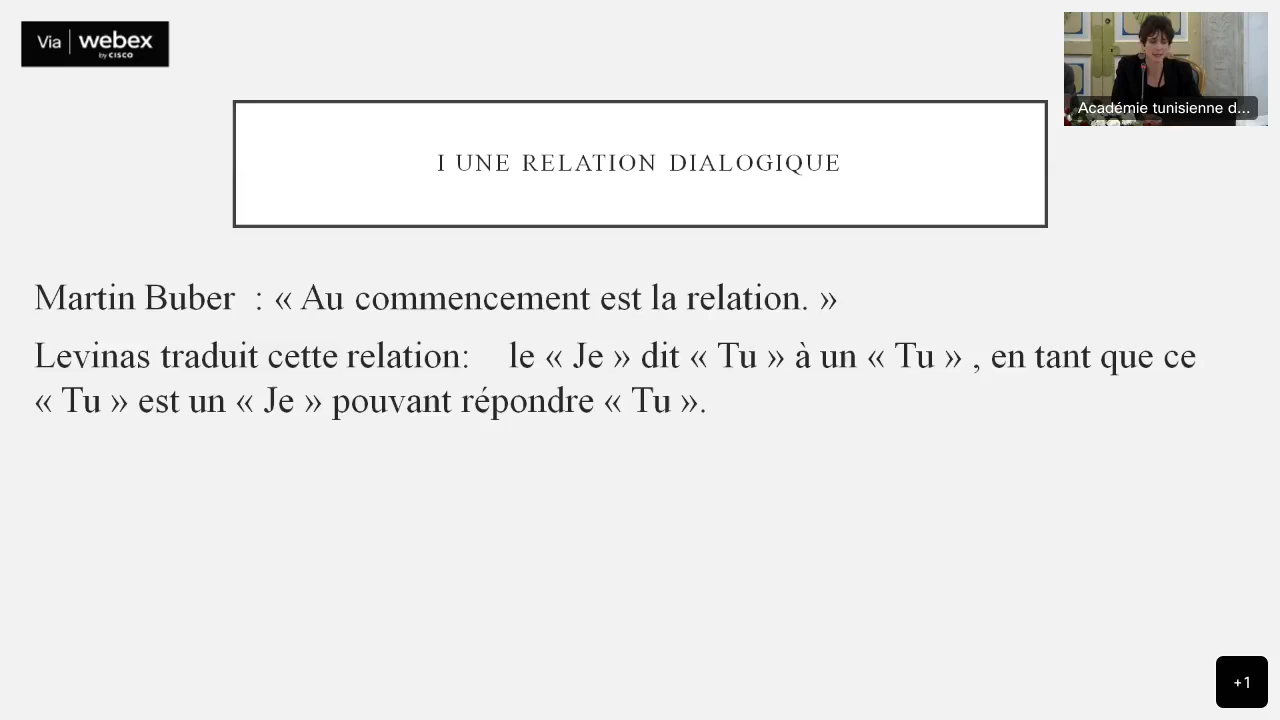 Via | webex
by CISCO
Académie tunisienne d...
I UNE RELATION DIALOGIQUE
Martin Buber : « Au commencement est la relation. »
Levinas traduit cette relation: le « Je » dit « Tu » à un « Tu » , en tant que ce
« Tu » est un « Je » pouvant répondre « Tu ».
+1